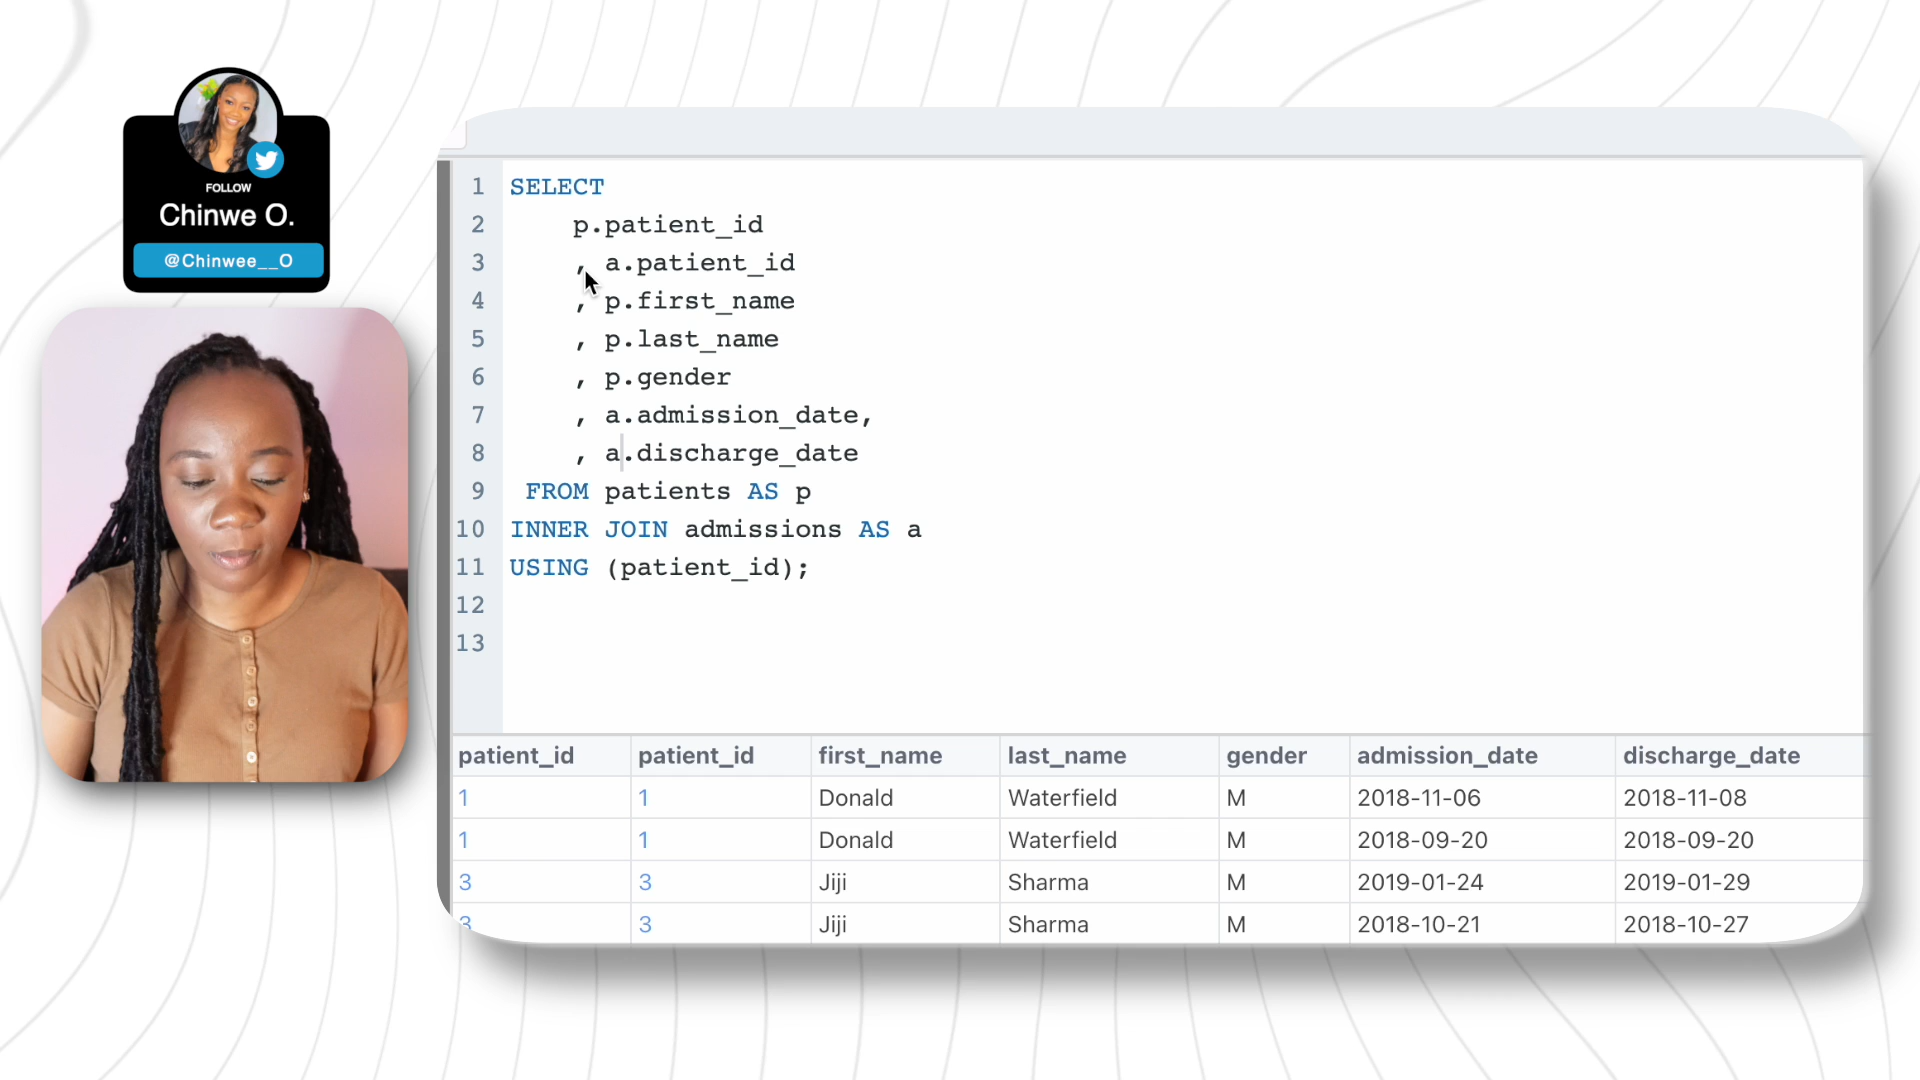 FOLLOW
Chinwe O.
@Chinwee__O
1 SELECT
2 p.patient_id
3 , a.patient_id
4 , p.first_name
5 , p.last_name
6 , p.gender
7 , a.admission_date,
8 , a.discharge_date
9 FROM patients AS p
10 INNER JOIN admissions AS a
11 USING (patient_id);
12
13
patient_id patient_id first_name last_name gender admission_date discharge_date
1 1 Donald Waterfield M 2018-11-06 2018-11-08
1 1 Donald Waterfield M 2018-09-20 2018-09-20
3 3 Jiji Sharma M 2019-01-24 2019-01-29
3 3 Jiji Sharma M 2018-10-21 2018-10-27